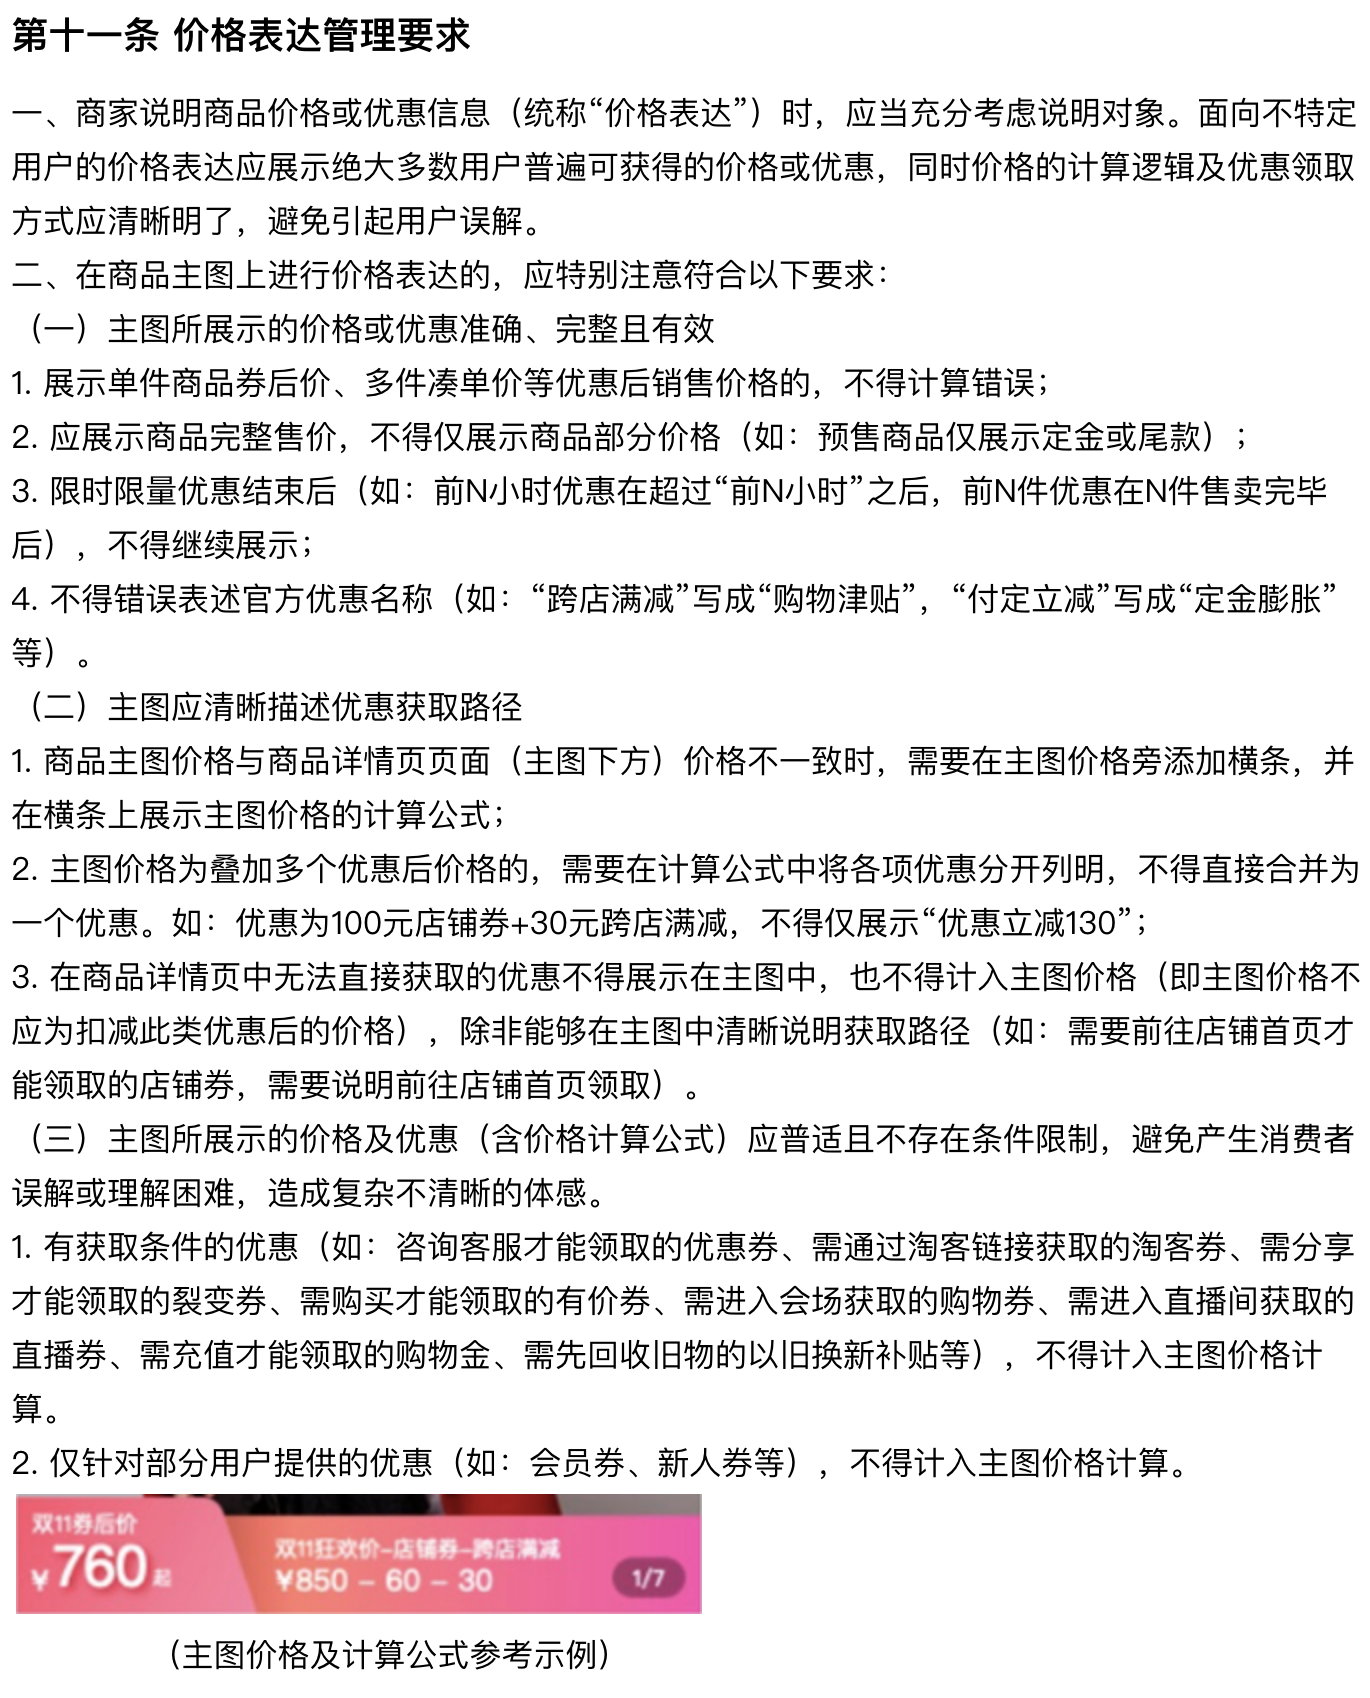 第十一条 价格表达管理要求
一、商家说明商品价格或优惠信息（统称“价格表达”）时，应当充分考虑说明对象。面向不特定
用户的价格表达应展示绝大多数用户普遍可获得的价格或优惠，同时价格的计算逻辑及优惠领取
方式应清晰明了，避免引起用户误解。
二、在商品主图上进行价格表达的，应特别注意符合以下要求：
（一）主图所展示的价格或优惠准确、完整且有效
1. 展示单件商品券后价、多件凑单价等优惠后销售价格的，不得计算错误；
2. 应展示商品完整售价，不得仅展示商品部分价格（如：预售商品仅展示定金或尾款）；
3. 限时限量优惠结束后（如：前N小时优惠在超过“前N小时”之后，前N件优惠在N件售卖完毕
后），不得继续展示；
4. 不得错误表述官方优惠名称（如：“跨店满减”写成“购物津贴”，“付定立减”写成“定金膨胀”
等）。
（二）主图应清晰描述优惠获取路径
1. 商品主图价格与商品详情页页面（主图下方）价格不一致时，需要在主图价格旁添加横条，并
在横条上展示主图价格的计算公式；
2. 主图价格为叠加多个优惠后价格的，需要在计算公式中将各项优惠分开列明，不得直接合并为
一个优惠。如：优惠为100元店铺券+30元跨店满减，不得仅展示“优惠立减130”；
3. 在商品详情页中无法直接获取的优惠不得展示在主图中，也不得计入主图价格（即主图价格不
应为扣减此类优惠后的价格），除非能够在主图中清晰说明获取路径（如：需要前往店铺首页才
能领取的店铺券，需要说明前往店铺首页领取）。
（三）主图所展示的价格及优惠（含价格计算公式）应普适且不存在条件限制，避免产生消费者
误解或理解困难，造成复杂不清晰的体感。
1. 有获取条件的优惠（如：咨询客服才能领取的优惠券、需通过淘客链接获取的淘客券、需分享
才能领取的裂变券、需购买才能领取的有价券、需进入会场获取的购物券、需进入直播间获取的
直播券、需充值才能领取的购物金、需先回收旧物的以旧换新补贴等），不得计入主图价格计
算。
2. 仅针对部分用户提供的优惠（如：会员券、新人券等），不得计入主图价格计算。
双11券后价
¥760起
双11狂欢价-店铺券-跨店满减
¥850 - 60 - 30
1/7
（主图价格及计算公式参考示例）